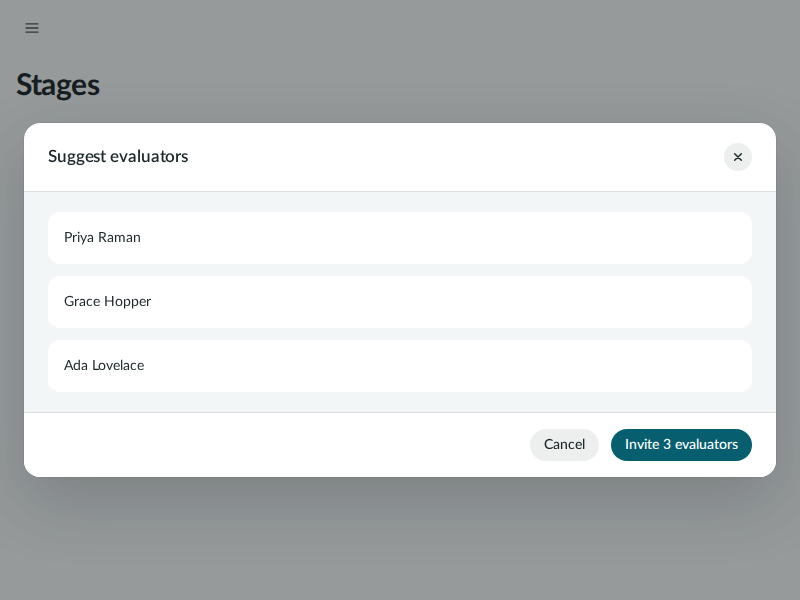 Stages
Suggest evaluators
Priya Raman
Grace Hopper
Ada Lovelace
Cancel
Invite 3 evaluators